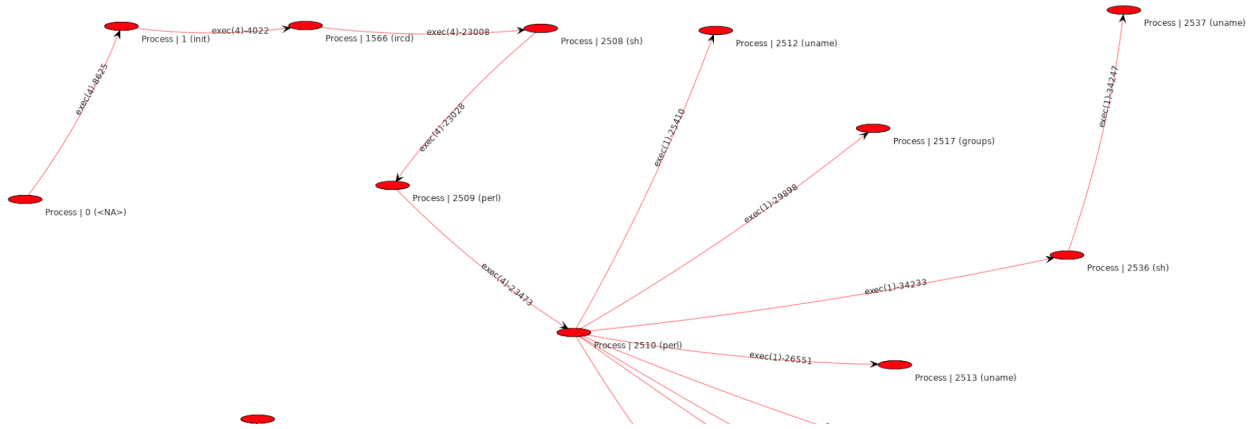 Process | 2537 (uname)
Process | 1 (init)
exec(4)-4022
Process | 1566 (ircd)
exec(4)-23008
Process | 2508 (sh)
Process | 2512 (uname)
exec(4)-8625
exec(4)-23028
exec(1)-25410
exec(1)-34247
Process | 2517 (groups)
Process | 0 (<NA>)
Process | 2509 (perl)
exec(1)-29898
Process | 2536 (sh)
exec(4)-23473
exec(1)-34233
Process | 2510 (perl)
exec(1)-26551
Process | 2513 (uname)